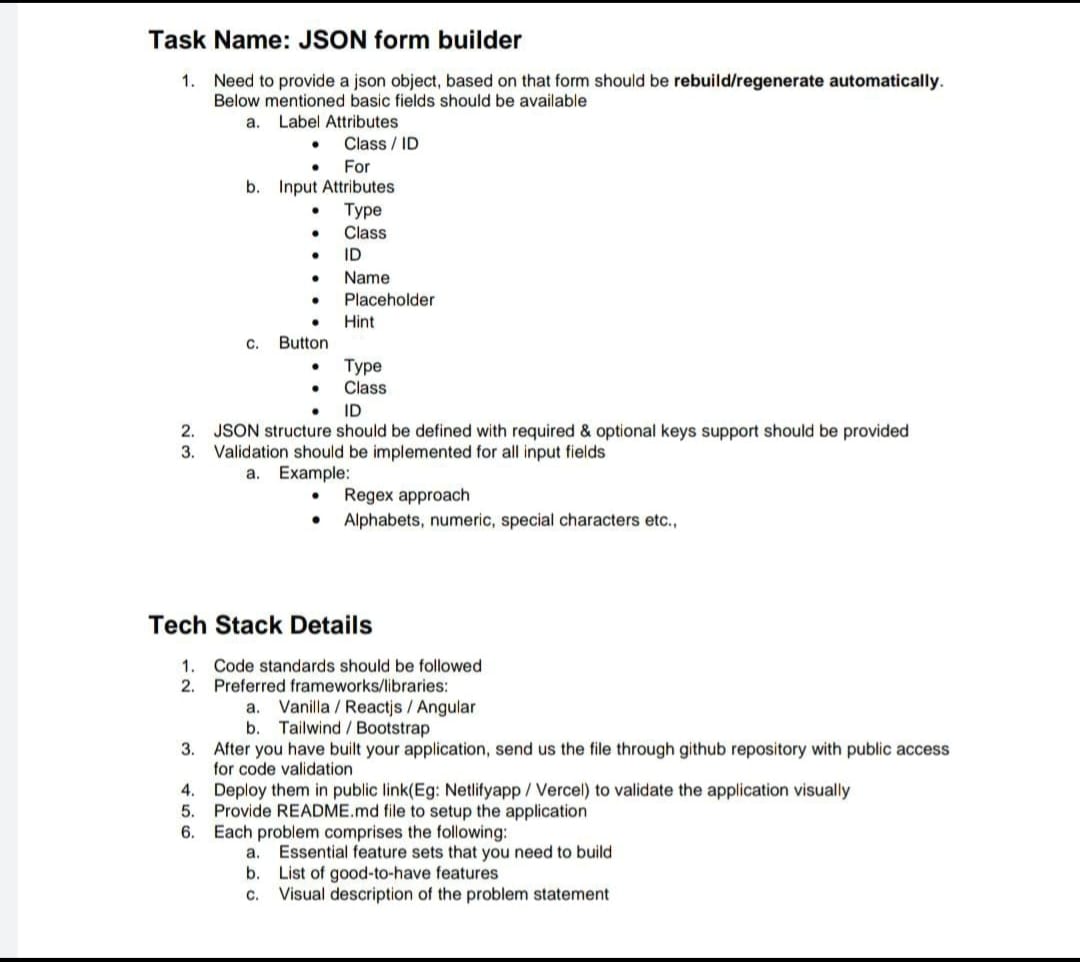 Task Name: JSON form builder
1. Need to provide a json object, based on that form should be rebuild/regenerate automatically.
Below mentioned basic fields should be available
a. Label Attributes
• Class / ID
• For
b. Input Attributes
• Type
• Class
• ID
• Name
• Placeholder
• Hint
c. Button
• Type
• Class
• ID
2. JSON structure should be defined with required & optional keys support should be provided
3. Validation should be implemented for all input fields
a. Example:
• Regex approach
• Alphabets, numeric, special characters etc.,
Tech Stack Details
1. Code standards should be followed
2. Preferred frameworks/libraries:
a. Vanilla / Reactjs / Angular
b. Tailwind / Bootstrap
3. After you have built your application, send us the file through github repository with public access
for code validation
4. Deploy them in public link(Eg: Netlifyapp / Vercel) to validate the application visually
5. Provide README.md file to setup the application
6. Each problem comprises the following:
a. Essential feature sets that you need to build
b. List of good-to-have features
c. Visual description of the problem statement